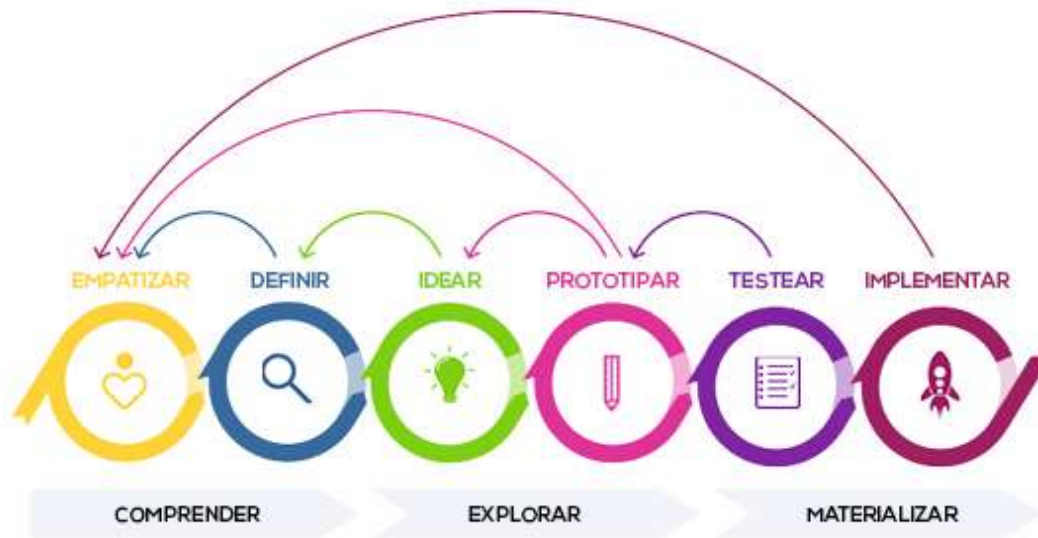 EMPATIZAR DEFINIR IDEAR PROTOTIPAR TESTEAR IMPLEMENTAR
COMPRENDER EXPLORAR MATERIALIZAR